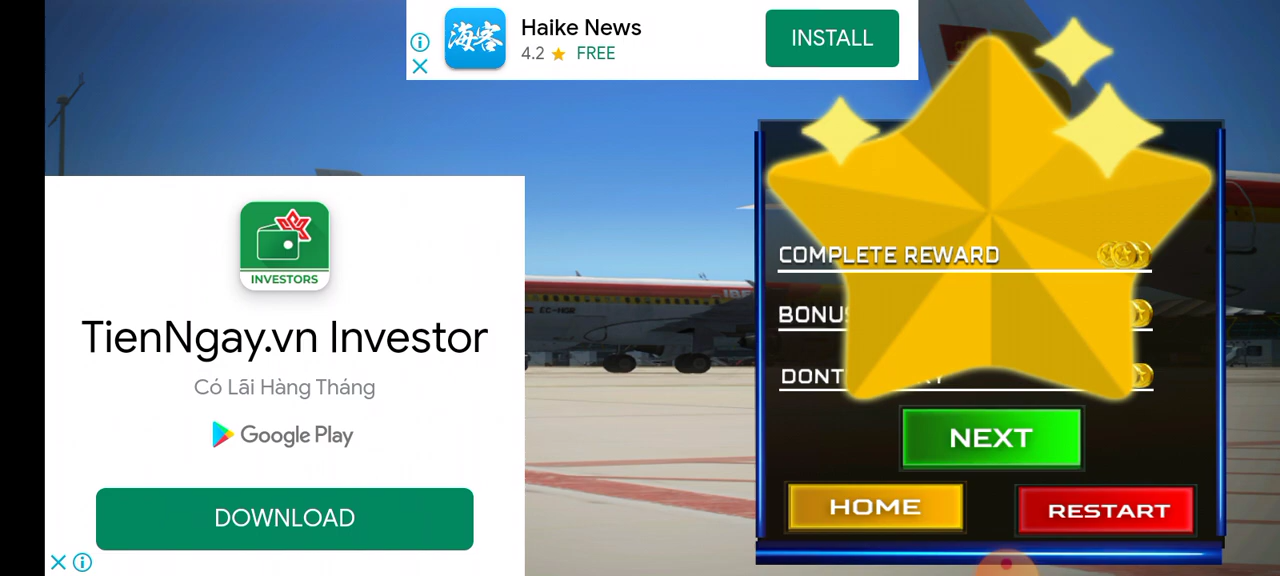 海客
Haike News
4.2 FREE
INSTALL
INVESTORS
TienNgay.vn Investor
Có Lãi Hàng Tháng
Google Play
DOWNLOAD
COMPLETE REWARD
NEXT
HOME
RESTART